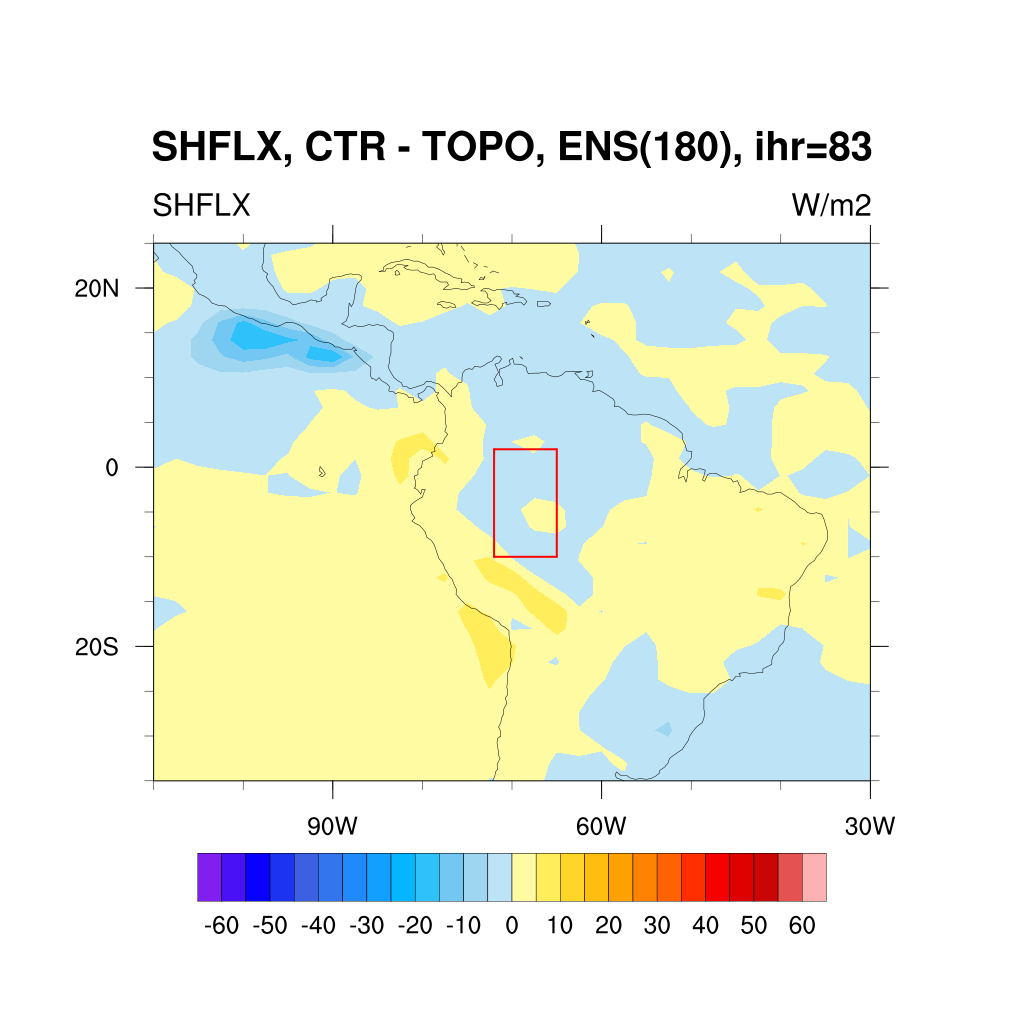 SHFLX, CTR - TOPO, ENS(180), ihr=83
SHFLX W/m2
20N
0
20S
90W 60W 30W
-60 -50 -40 -30 -20 -10 0 10 20 30 40 50 60